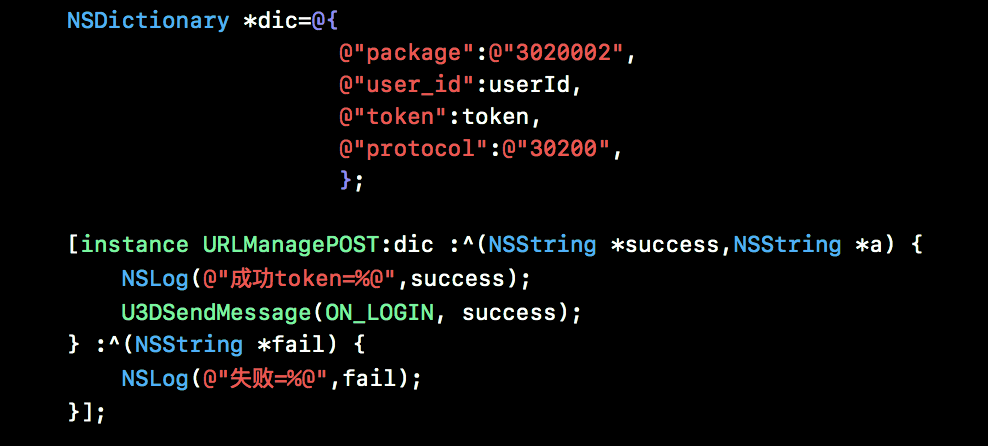 NSDictionary *dic=@{
@"package":@"3020002",
@"user_id":userId,
@"token":token,
@"protocol":@"30200",
};
[instance URLManagePOST:dic :^(NSString *success,NSString *a) {
NSLog(@"成功token=%@",success);
U3DSendMessage(ON_LOGIN, success);
} :^(NSString *fail) {
NSLog(@"失败=%@",fail);
}];